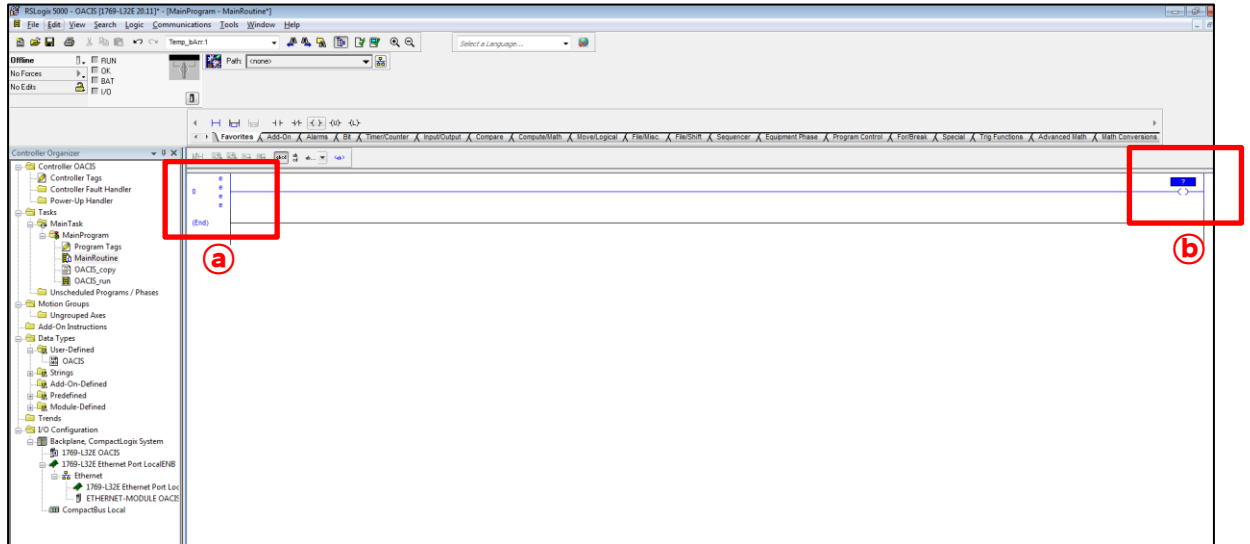 RSLogix 5000 - OACIS [1769-L32E 20.11]* - [MainProgram - MainRoutine*]
File Edit View Search Logic Communications Tools Window Help
Temp_bArr.1
Select a Language...
Offline
RUN
Path: <none>
No Forces
OK
No Edits
BAT
I/O
Favorites Add-On Alarms Bit Timer/Counter Input/Output Compare Compute/Math Move/Logical File/Misc. File/Shift Sequencer Equipment Phase Program Control For/Break Special Trig Functions Advanced Math Math Conversions
Controller Organizer
Controller OACIS
Controller Tags
Controller Fault Handler
Power-Up Handler
Tasks
MainTask
MainProgram
Program Tags
MainRoutine
OACIS_copy
OACIS_run
Unscheduled Programs / Phases
Motion Groups
Ungrouped Axes
Add-On Instructions
Data Types
User-Defined
OACIS
Strings
Add-On-Defined
Predefined
Module-Defined
Trends
I/O Configuration
Backplane, CompactLogix System
1769-L32E OACIS
1769-L32E Ethernet Port LocalENB
Ethernet
1769-L32E Ethernet Port Loc
ETHERNET-MODULE OACIS
CompactBus Local
e
0 e
e
e
(End)
?
ⓐ
ⓑ